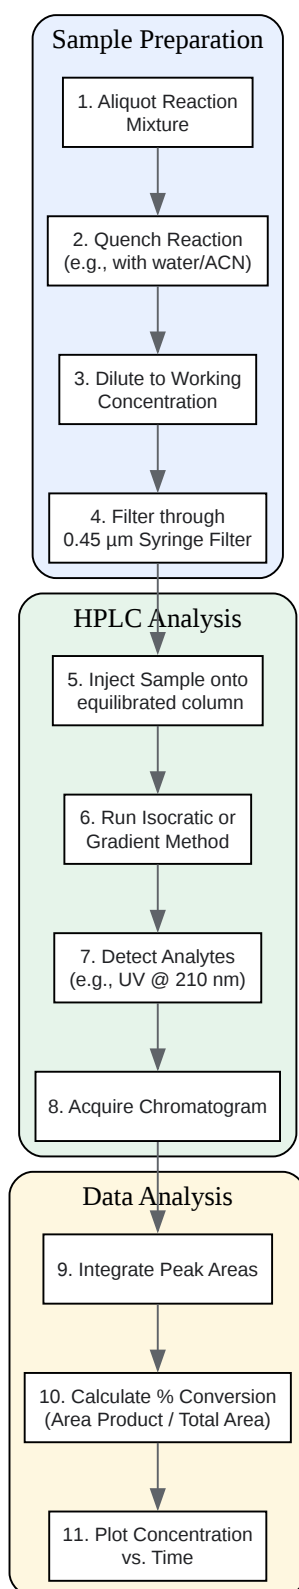 Sample Preparation
1. Aliquot Reaction
Mixture
2. Quench Reaction
(e.g., with water/ACN)
3. Dilute to Working
Concentration
4. Filter through
0.45 µm Syringe Filter
HPLC Analysis
5. Inject Sample onto
equilibrated column
6. Run Isocratic or
Gradient Method
7. Detect Analytes
(e.g., UV @ 210 nm)
8. Acquire Chromatogram
Data Analysis
9. Integrate Peak Areas
10. Calculate % Conversion
(Area Product / Total Area)
11. Plot Concentration
vs. Time